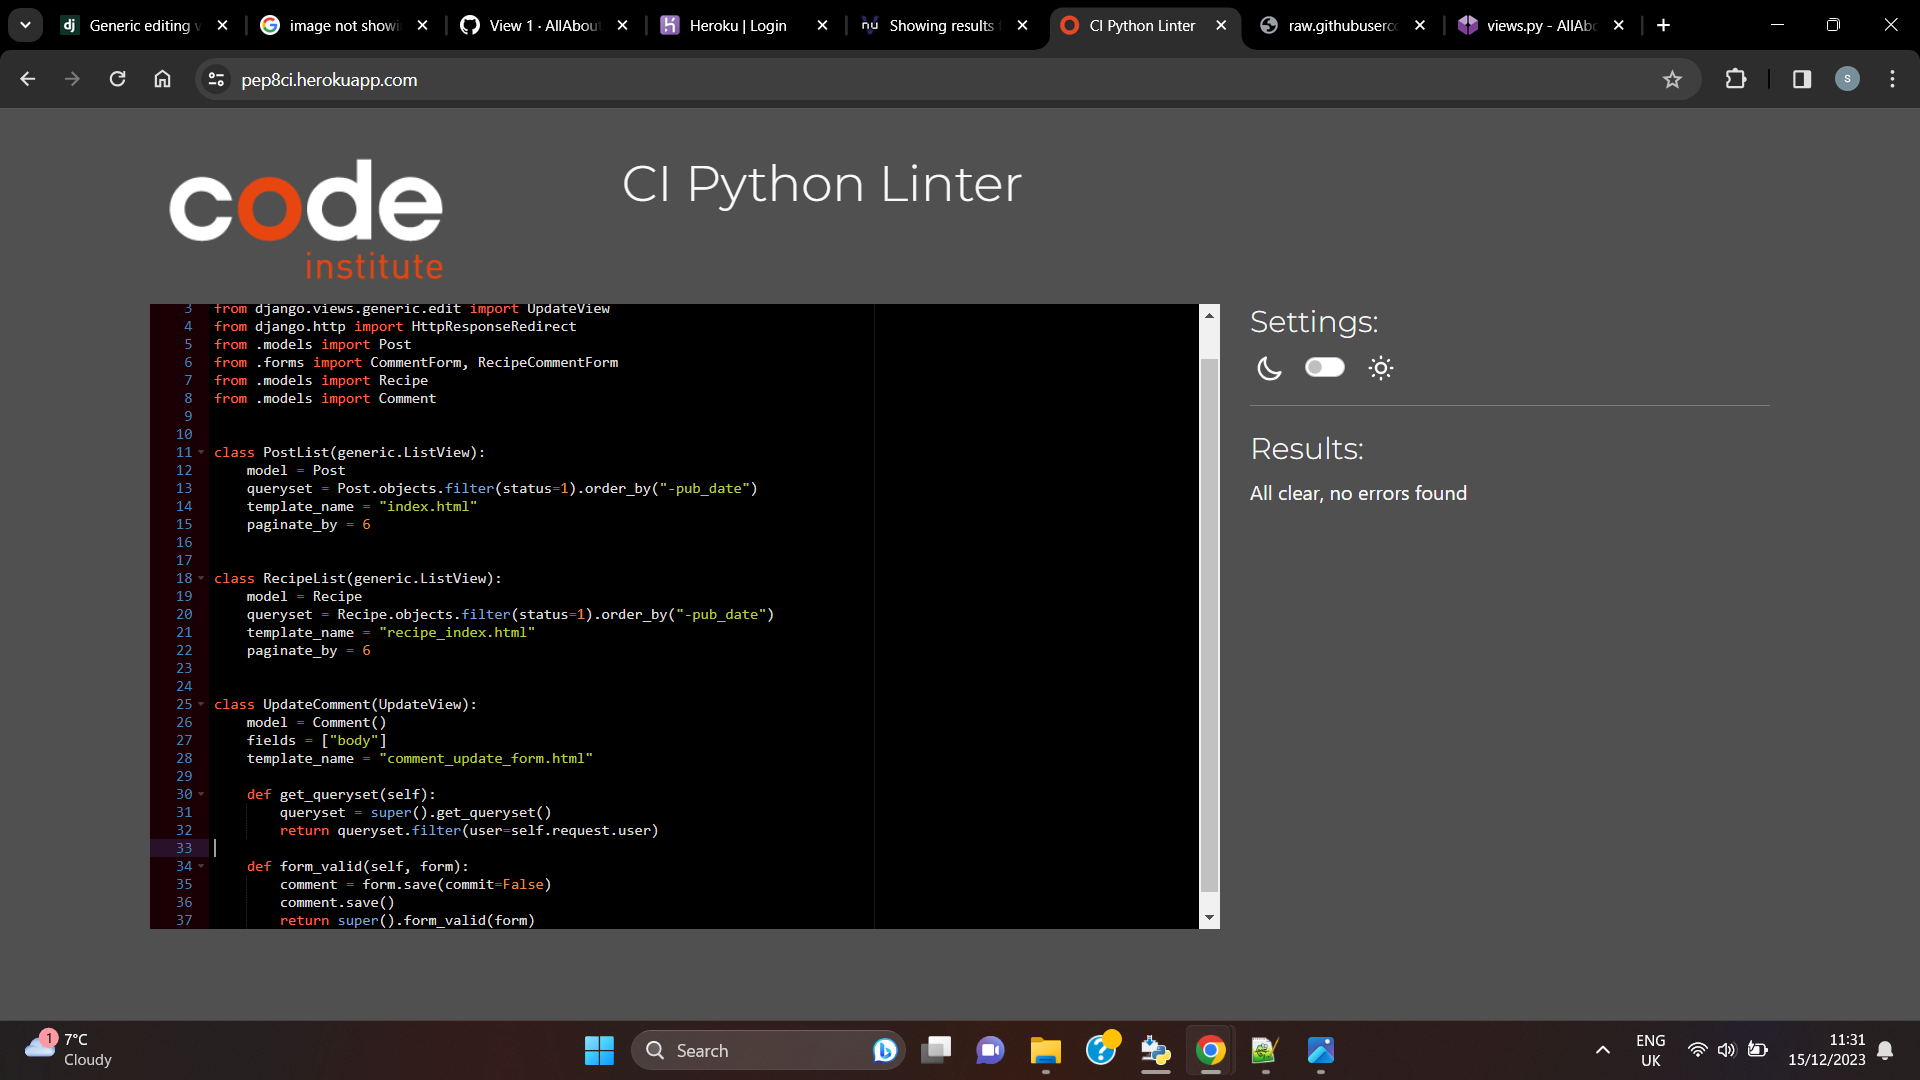 Generic editing v
image not show
View 1 · AllAbou
Heroku | Login
Showing results
CI Python Linter
raw.githubuserc
views.py - AllAb
pep8ci.herokuapp.com
S
code
institute
CI Python Linter
3 from django.views.generic.edit import UpdateView
4 from django.http import HttpResponseRedirect
5 from .models import Post
6 from .forms import CommentForm, RecipeCommentForm
7 from .models import Recipe
8 from .models import Comment
9
10
11 class PostList(generic.ListView):
12 model = Post
13 queryset = Post.objects.filter(status=1).order_by("-pub_date")
14 template_name = "index.html"
15 paginate_by = 6
16
17
18 class RecipeList(generic.ListView):
19 model = Recipe
20 queryset = Recipe.objects.filter(status=1).order_by("-pub_date")
21 template_name = "recipe_index.html"
22 paginate_by = 6
23
24
25 class UpdateComment(UpdateView):
26 model = Comment()
27 fields = ["body"]
28 template_name = "comment_update_form.html"
29
30 def get_queryset(self):
31 queryset = super().get_queryset()
32 return queryset.filter(user=self.request.user)
33
34 def form_valid(self, form):
35 comment = form.save(commit=False)
36 comment.save()
37 return super().form_valid(form)
Settings:
Results:
All clear, no errors found
1
7°C
Cloudy
Search
ENG
UK
11:31
15/12/2023